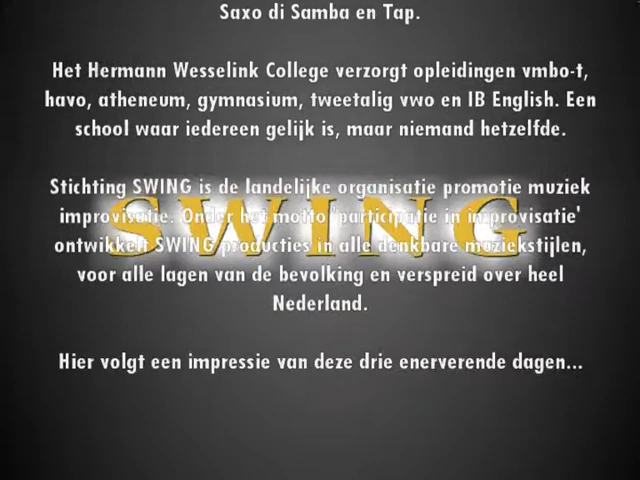 Saxo di Samba en Tap.
Het Hermann Wesselink College verzorgt opleidingen vmbo-t,
havo, atheneum, gymnasium, tweetalig vwo en IB English. Een
school waar iedereen gelijk is, maar niemand hetzelfde.
Stichting SWING is de landelijke organisatie promotie muziek
improvisatie. Onder het motto 'participatie in improvisatie'
SWING
ontwikkelt SWING producties in alle denkbare muziekstijlen,
voor alle lagen van de bevolking en verspreid over heel
Nederland.
Hier volgt een impressie van deze drie enerverende dagen...